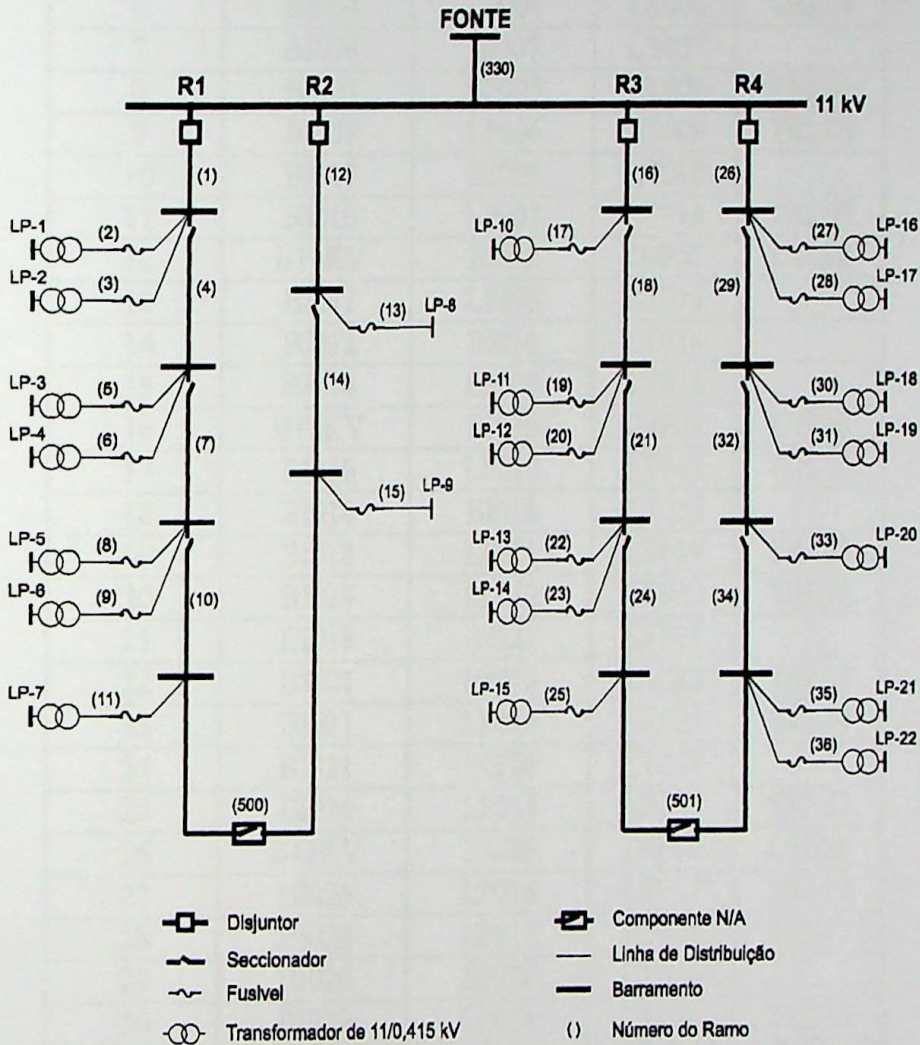 FONTE
(330)
R1 R2 R3 R4
11 kV
(1) (12) (16) (26)
LP-1 (2) LP-10 (17) (27) LP-16
LP-2 (3) (28) LP-17
(4) (13) LP-8 (18) (29)
(14)
LP-3 (5) LP-11 (19) (30) LP-18
LP-4 (6) LP-12 (20) (31) LP-19
(7) (15) LP-9 (21) (32)
LP-5 (8) LP-13 (22) (33) LP-20
LP-6 (9) LP-14 (23)
(10) (24) (34)
LP-7 (11) LP-15 (25) (35) LP-21
(36) LP-22
(500) (501)
Disjuntor
Seccionador
Fusível
Transformador de 11/0,415 kV
Componente N/A
Linha de Distribuição
Barramento
() Número do Ramo